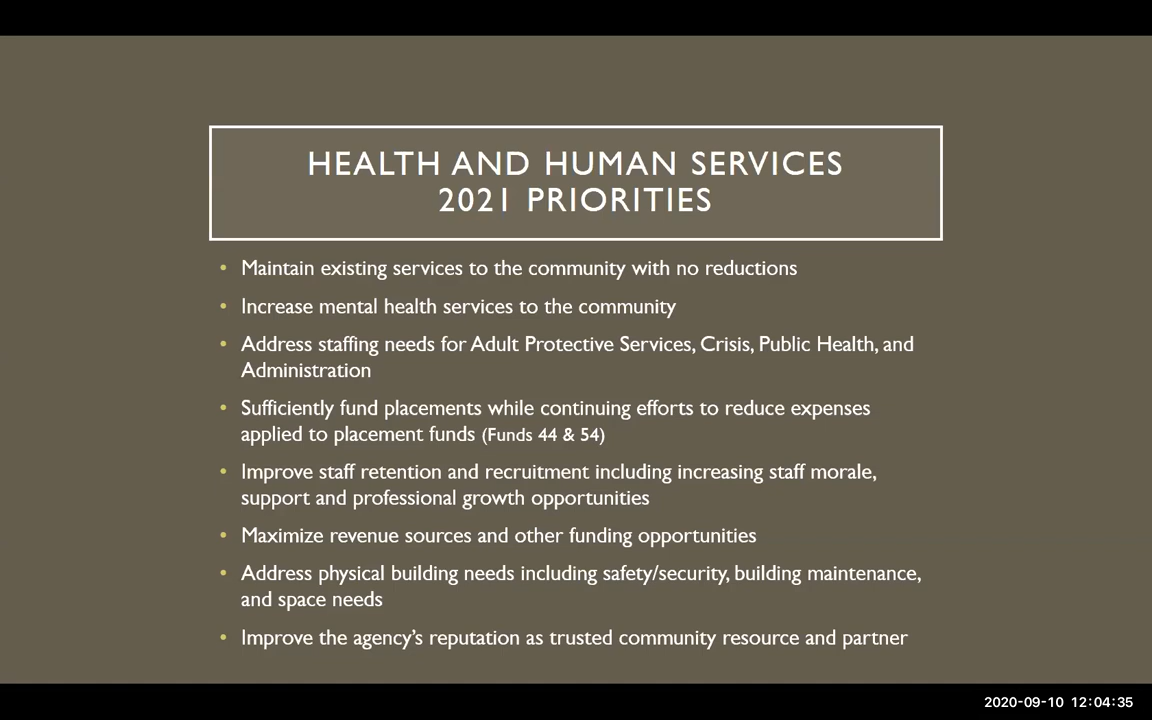 HEALTH AND HUMAN SERVICES
2021 PRIORITIES
• Maintain existing services to the community with no reductions
• Increase mental health services to the community
• Address staffing needs for Adult Protective Services, Crisis, Public Health, and
Administration
• Sufficiently fund placements while continuing efforts to reduce expenses
applied to placement funds (Funds 44 & 54)
• Improve staff retention and recruitment including increasing staff morale,
support and professional growth opportunities
• Maximize revenue sources and other funding opportunities
• Address physical building needs including safety/security, building maintenance,
and space needs
• Improve the agency’s reputation as trusted community resource and partner
2020-09-10 12:04:35